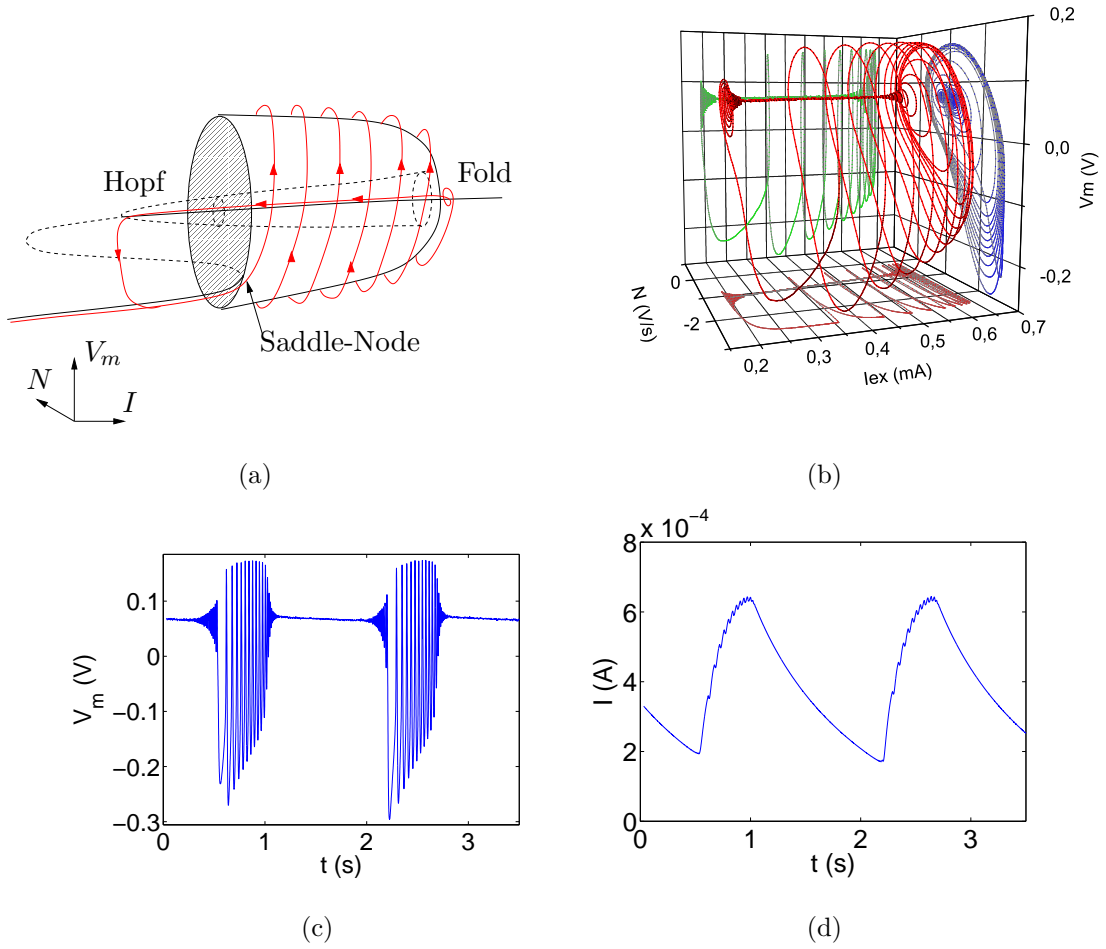 Hopf
Fold
Saddle-Node
V_m
N
I
(a)
0,2
0,0
-0,2
Vm (V)
0
-2
N (V/s)
0,2
0,3
0,4
0,5
0,6
0,7
Iex (mA)
(b)
0.1
0
−0.1
−0.2
−0.3
V_m (V)
0
1
2
3
t (s)
(c)
x 10^−4
8
6
4
2
0
I (A)
0
1
2
3
t (s)
(d)